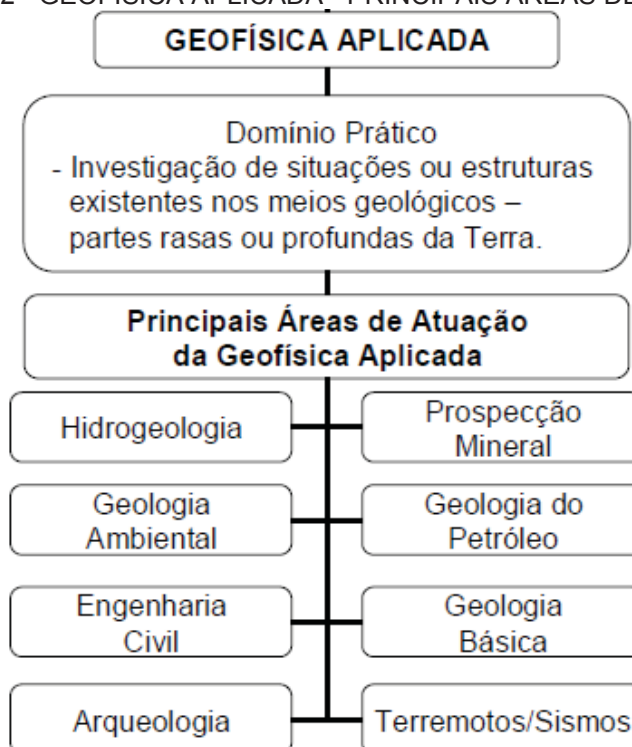 GEOFÍSICA APLICADA
Domínio Prático
- Investigação de situações ou estruturas
existentes nos meios geológicos –
partes rasas ou profundas da Terra.
Principais Áreas de Atuação
da Geofísica Aplicada
Hidrogeologia
Prospecção
Mineral
Geologia
Ambiental
Geologia do
Petróleo
Engenharia
Civil
Geologia
Básica
Arqueologia
Terremotos/Sismos